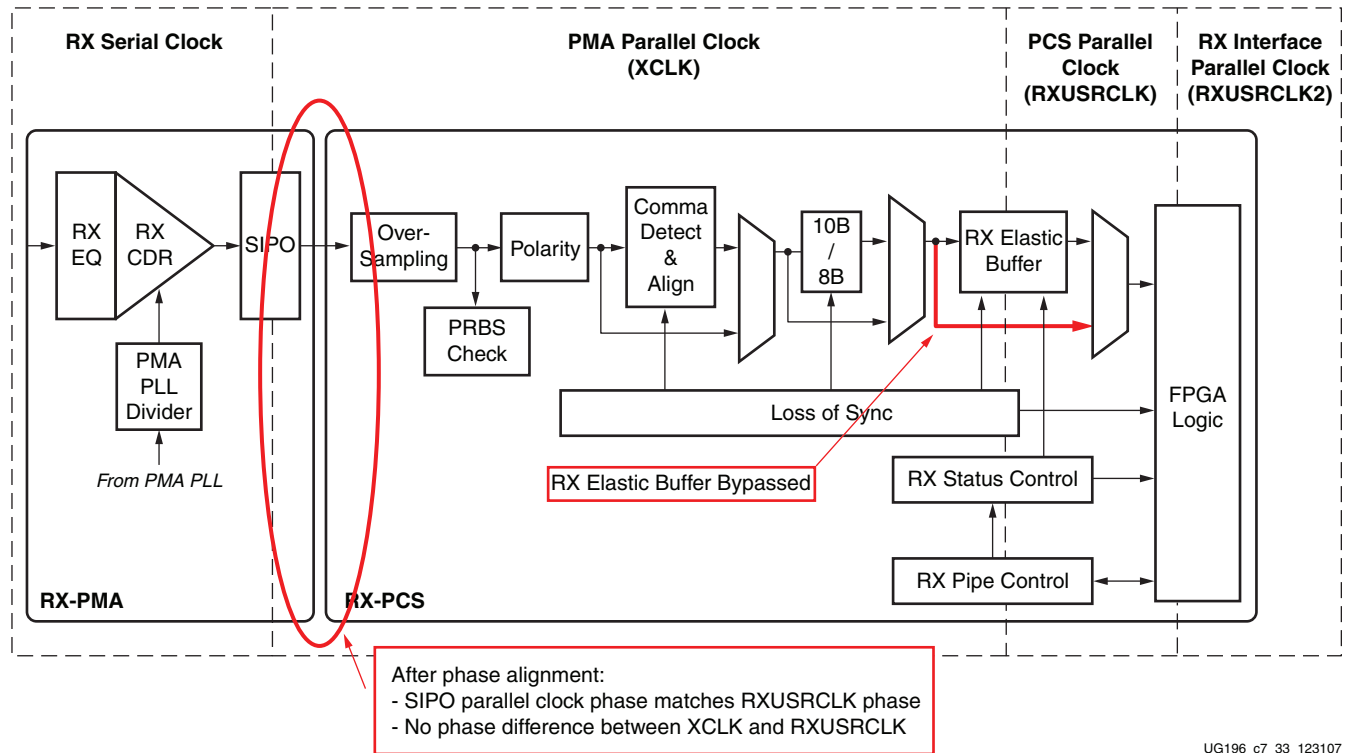 RX Serial Clock
PMA Parallel Clock
(XCLK)
PCS Parallel
Clock
(RXUSRCLK)
RX Interface
Parallel Clock
(RXUSRCLK2)
RX
EQ
RX
CDR
SIPO
Over-
Sampling
Polarity
Comma
Detect
&
Align
10B
/
8B
RX Elastic
Buffer
PRBS
Check
PMA
PLL
Divider
From PMA PLL
Loss of Sync
FPGA
Logic
RX Elastic Buffer Bypassed
RX Status Control
RX Pipe Control
RX-PMA
RX-PCS
After phase alignment:
- SIPO parallel clock phase matches RXUSRCLK phase
- No phase difference between XCLK and RXUSRCLK
UG196_c7_33_123107